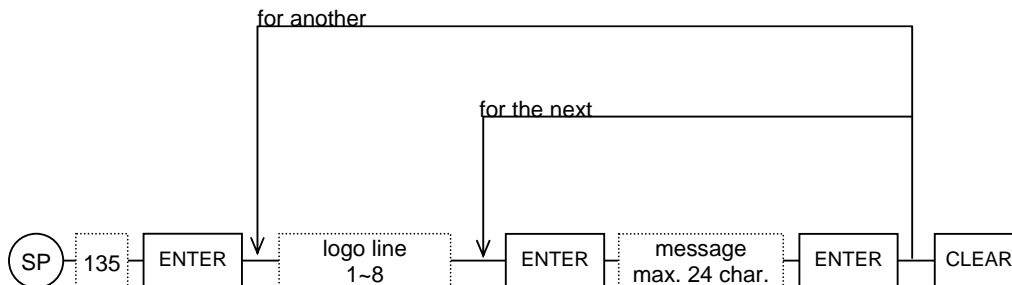 for another
for the next
SP
135
ENTER
logo line
1~8
ENTER
message
max. 24 char.
ENTER
CLEAR